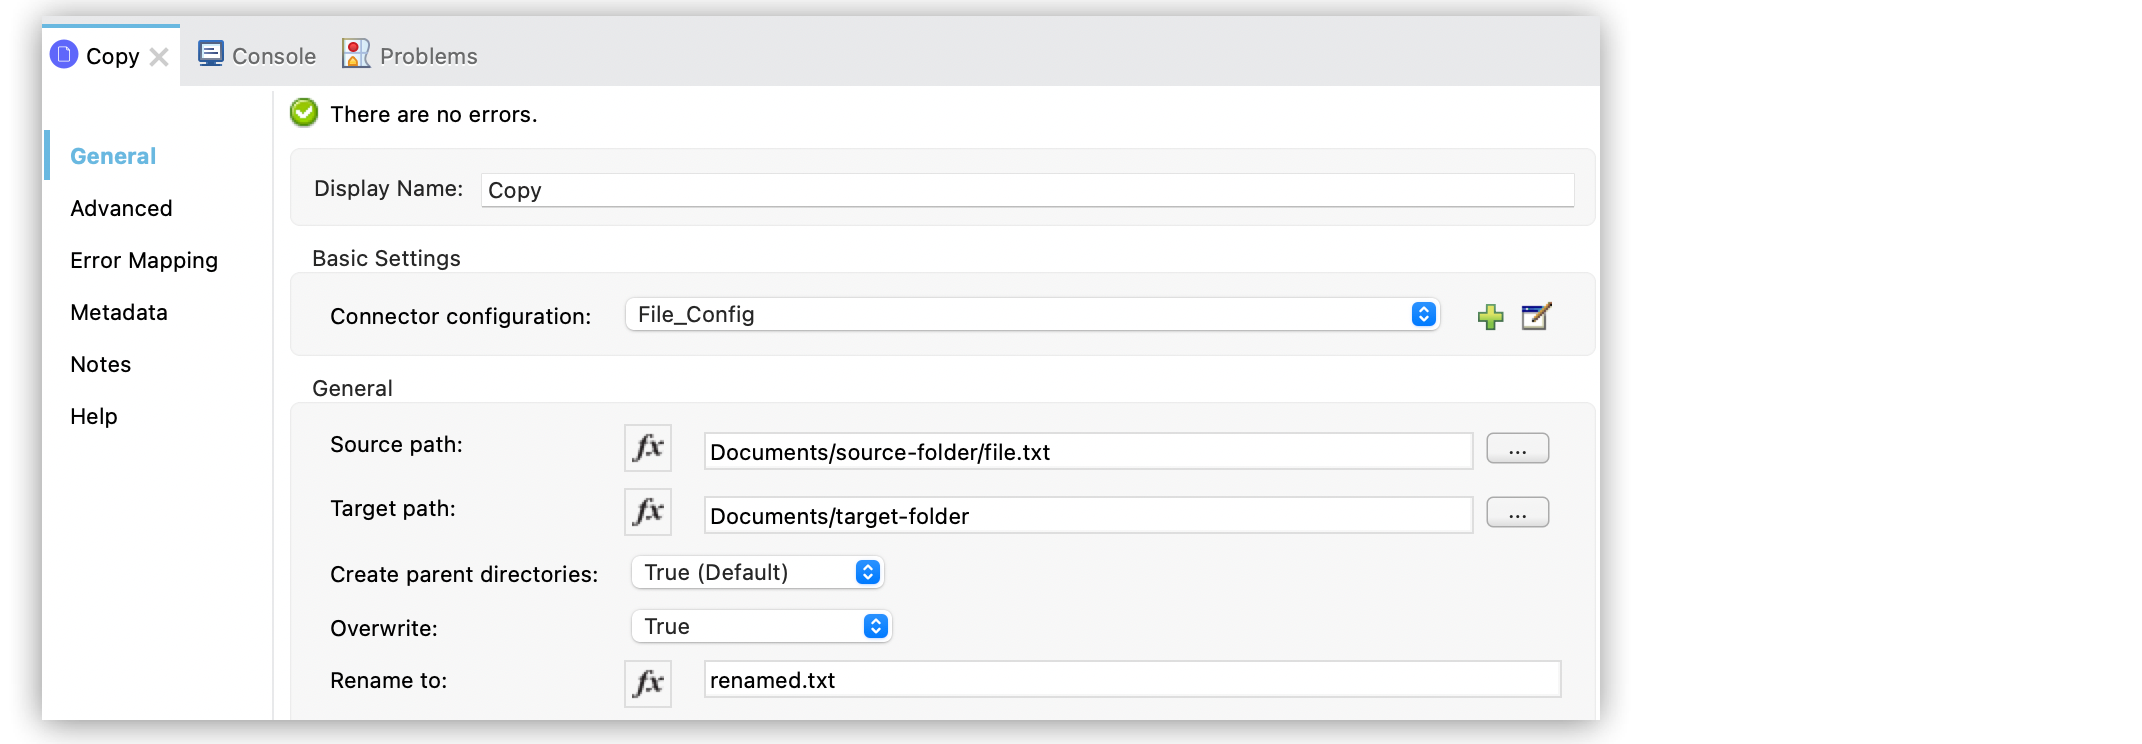 Copy Console Problems
There are no errors.
General
Advanced
Error Mapping
Metadata
Notes
Help
Display Name: Copy
Basic Settings
Connector configuration: File_Config
General
Source path: fx Documents/source-folder/file.txt ...
Target path: fx Documents/target-folder ...
Create parent directories: True (Default)
Overwrite: True
Rename to: fx renamed.txt